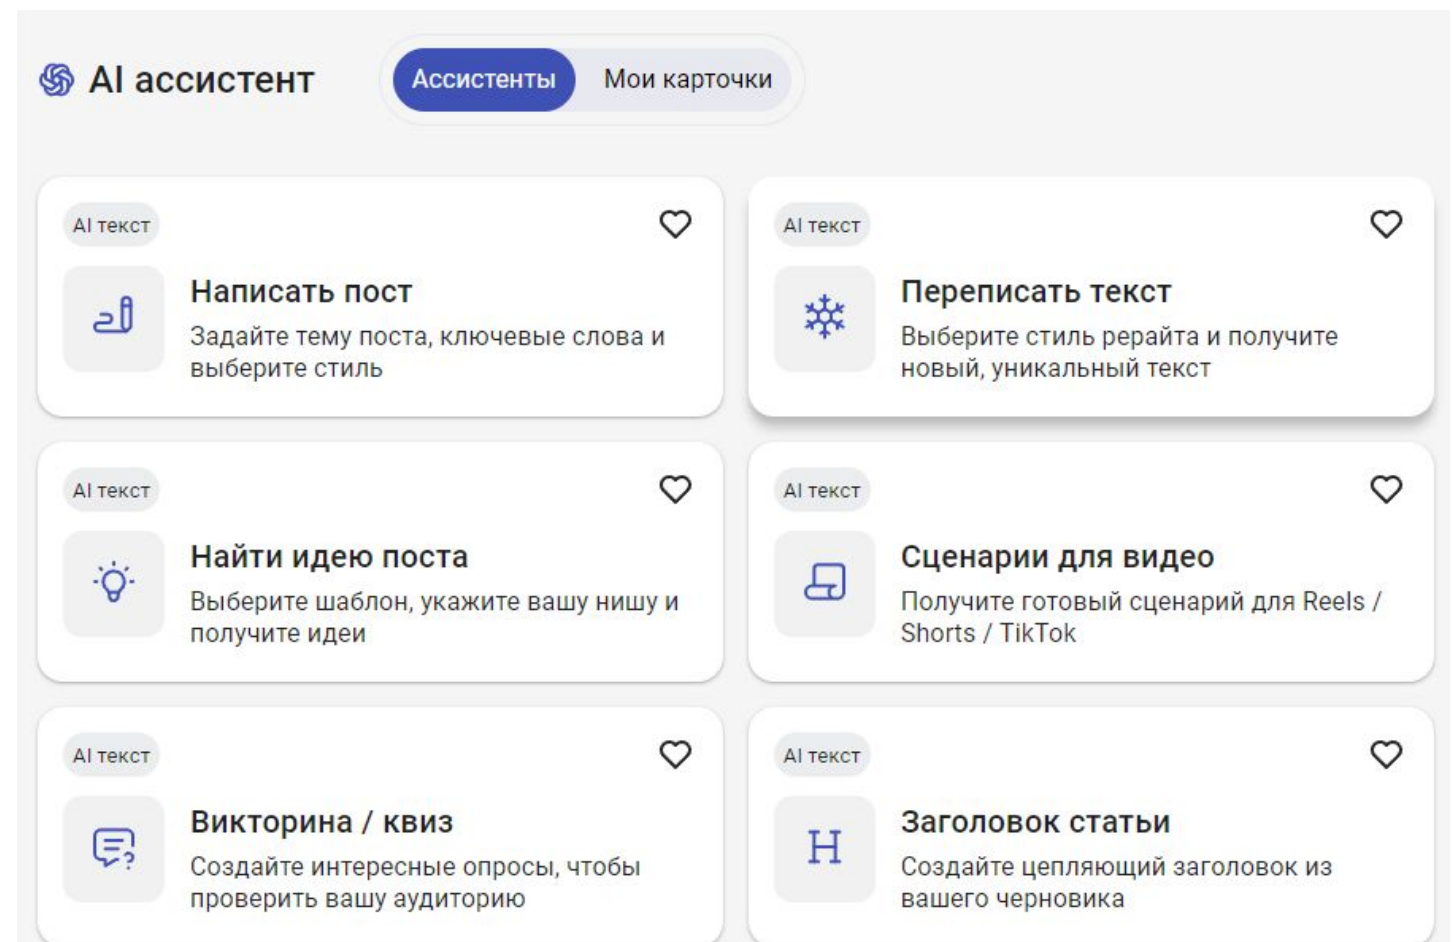 AI ассистент
Ассистенты
Мои карточки
AI текст
Написать пост
Задайте тему поста, ключевые слова и
выберите стиль
AI текст
Переписать текст
Выберите стиль рерайта и получите
новый, уникальный текст
AI текст
Найти идею поста
Выберите шаблон, укажите вашу нишу и
получите идеи
AI текст
Сценарии для видео
Получите готовый сценарий для Reels /
Shorts / TikTok
AI текст
Викторина / квиз
Создайте интересные опросы, чтобы
проверить вашу аудиторию
AI текст
Заголовок статьи
Создайте цепляющий заголовок из
вашего черновика